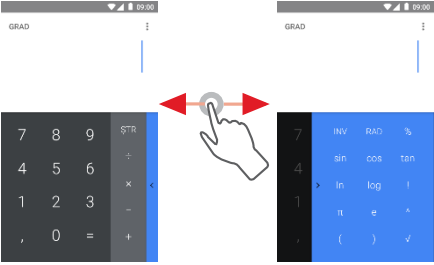 09:00
GRAD
7 8 9 ȘTR
÷
4 5 6
×
1 2 3
−
, 0 = +
09:00
GRAD
7 INV RAD %
4 sin cos tan
1 ln log !
π e ^
, ( ) √